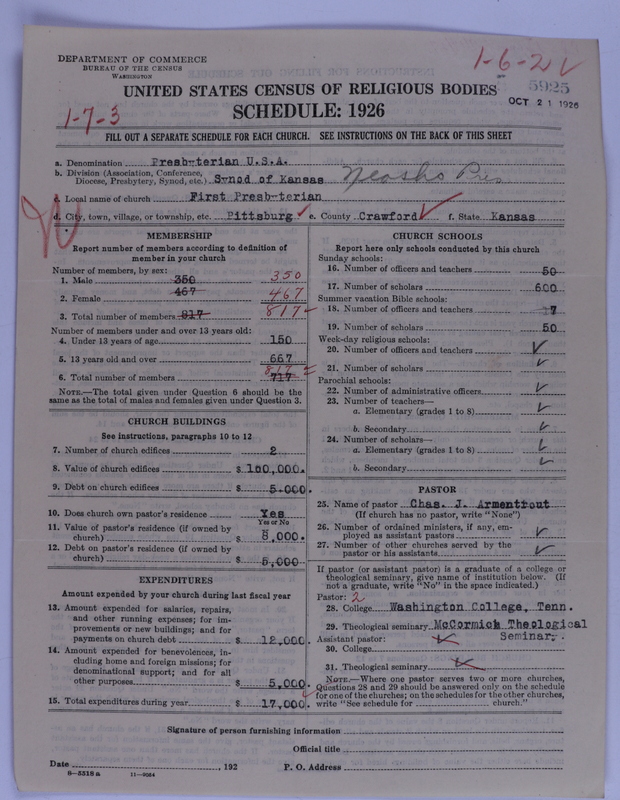 DEPARTMENT OF COMMERCE
BUREAU OF THE CENSUS
WASHINGTON
1-6-2
5925
OCT 21 1926
UNITED STATES CENSUS OF RELIGIOUS BODIES
SCHEDULE: 1926
1-7-3
FILL OUT A SEPARATE SCHEDULE FOR EACH CHURCH. SEE INSTRUCTIONS ON THE BACK OF THIS SHEET
a. Denomination Presbyterian U.S.A.
b. Division (Association, Conference, Diocese, Presbytery, Synod, etc.) Synod of Kansas Neosho Pres
c. Local name of church First Presbyterian
d. City, town, village, or township, etc. Pittsburg e. County Crawford f. State Kansas
MEMBERSHIP
Report number of members according to definition of
member in your church
Number of members, by sex:
1. Male 350 350
2. Female 467 467
3. Total number of members 817 817
Number of members under and over 13 years old:
4. Under 13 years of age 150
5. 13 years old and over 667
6. Total number of members 717 817
NOTE.—The total given under Question 6 should be the
same as the total of males and females given under Question 3.
CHURCH BUILDINGS
See instructions, paragraphs 10 to 12
7. Number of church edifices 2
8. Value of church edifices $ 100,000.
9. Debt on church edifices $ 5.000.
10. Does church own pastor's residence Yes
Yes or No
11. Value of pastor's residence (if owned by
church) $ 8,000.
12. Debt on pastor's residence (if owned by
church) $ 5,000
EXPENDITURES
Amount expended by your church during last fiscal year
13. Amount expended for salaries, repairs,
and other running expenses; for im-
provements or new buildings; and for
payments on church debt $ 12,000.
14. Amount expended for benevolences, in-
cluding home and foreign missions; for
denominational support; and for all
other purposes $ 5,000.
15. Total expenditures during year $ 17,000.
CHURCH SCHOOLS
Report here only schools conducted by this church
Sunday schools:
16. Number of officers and teachers 50
17. Number of scholars 600
Summer vacation Bible schools:
18. Number of officers and teachers 7
19. Number of scholars 50
Week-day religious schools:
20. Number of officers and teachers
21. Number of scholars
Parochial schools:
22. Number of administrative officers
23. Number of teachers—
a. Elementary (grades 1 to 8)
b. Secondary
24. Number of scholars—
a. Elementary (grades 1 to 8)
b. Secondary
PASTOR
25. Name of pastor Chas. J. Armentrout
(If church has no pastor, write "None")
26. Number of ordained ministers, if any, em-
ployed as assistant pastors
27. Number of other churches served by the
pastor or his assistants
If pastor (or assistant pastor) is a graduate of a college or
theological seminary, give name of institution below. (If
not a graduate, write "No" in the space indicated.)
Pastor: 2
28. College Washington College, Tenn.
29. Theological seminary McCormick Theological
Assistant pastor: Seminar.
30. College
31. Theological seminary
NOTE.—Where one pastor serves two or more churches,
Questions 28 and 29 should be answered only on the schedule
for one of the churches; on the schedules for the other churches,
write "See schedule for church."
Signature of person furnishing information
Official title
Date , 192 P. O. Address
8-5518 a 11-9054